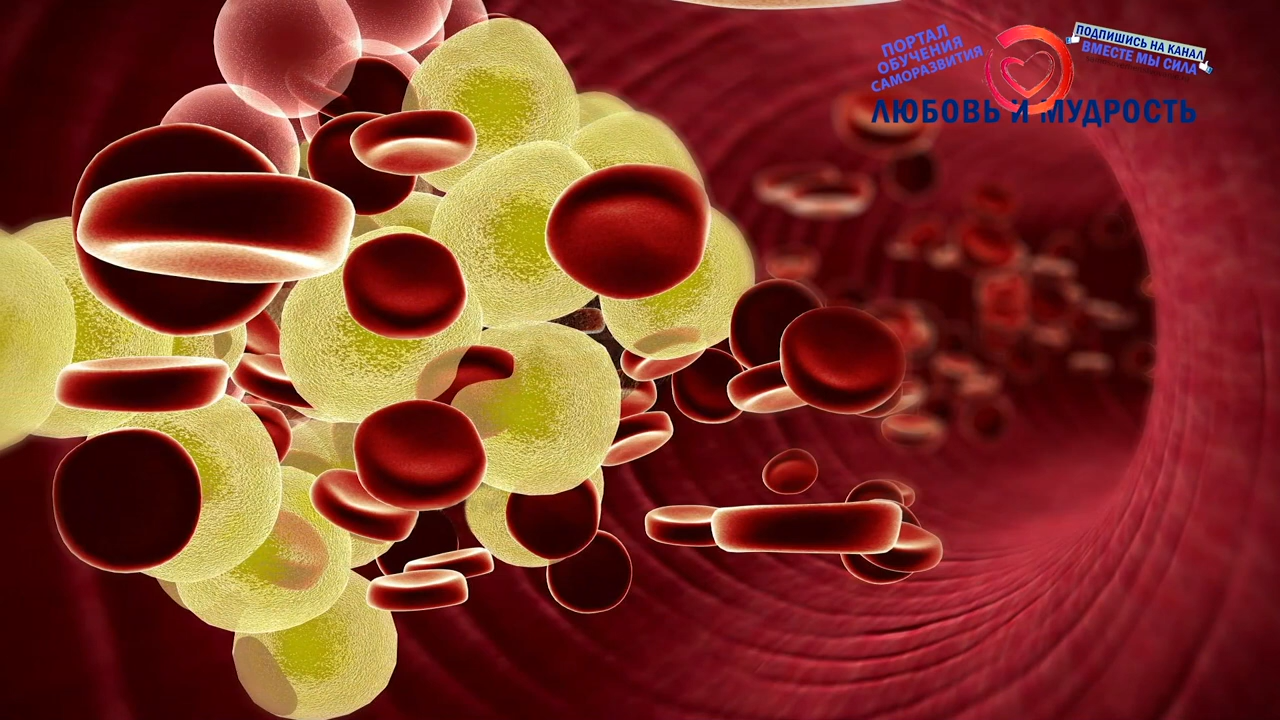 ПОРТАЛ
ОБУЧЕНИЯ
САМОРАЗВИТИЯ
ПОДПИШИСЬ НА КАНАЛ
ВМЕСТЕ МЫ СИЛА
ЛЮБОВЬ И МУДРОСТЬ